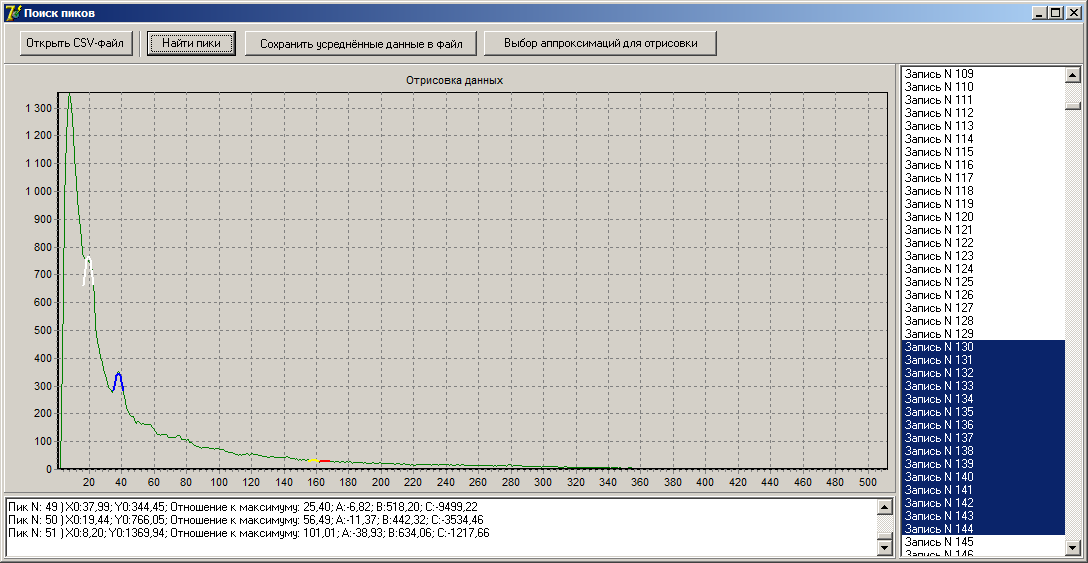 Поиск пиков
Открыть CSV-файл
Найти пики
Сохранить усреднённые данные в файл
Выбор аппроксимаций для отрисовки
Отрисовка данных
1 300
1 200
1 100
1 000
900
800
700
600
500
400
300
200
100
0
20 40 60 80 100 120 140 160 180 200 220 240 260 280 300 320 340 360 380 400 420 440 460 480 500
Пик N: 49 ) X0:37,99; Y0:344,45; Отношение к максимуму: 25,40; A:-6,82; B:518,20; C:-9499,22
Пик N: 50 ) X0:19,44; Y0:766,05; Отношение к максимуму: 56,49; A:-11,37; B:442,32; C:-3534,46
Пик N: 51 ) X0:8,20; Y0:1369,94; Отношение к максимуму: 101,01; A:-38,93; B:634,06; C:-1217,66
Запись N 109
Запись N 110
Запись N 111
Запись N 112
Запись N 113
Запись N 114
Запись N 115
Запись N 116
Запись N 117
Запись N 118
Запись N 119
Запись N 120
Запись N 121
Запись N 122
Запись N 123
Запись N 124
Запись N 125
Запись N 126
Запись N 127
Запись N 128
Запись N 129
Запись N 130
Запись N 131
Запись N 132
Запись N 133
Запись N 134
Запись N 135
Запись N 136
Запись N 137
Запись N 138
Запись N 139
Запись N 140
Запись N 141
Запись N 142
Запись N 143
Запись N 144
Запись N 145
Запись N 146